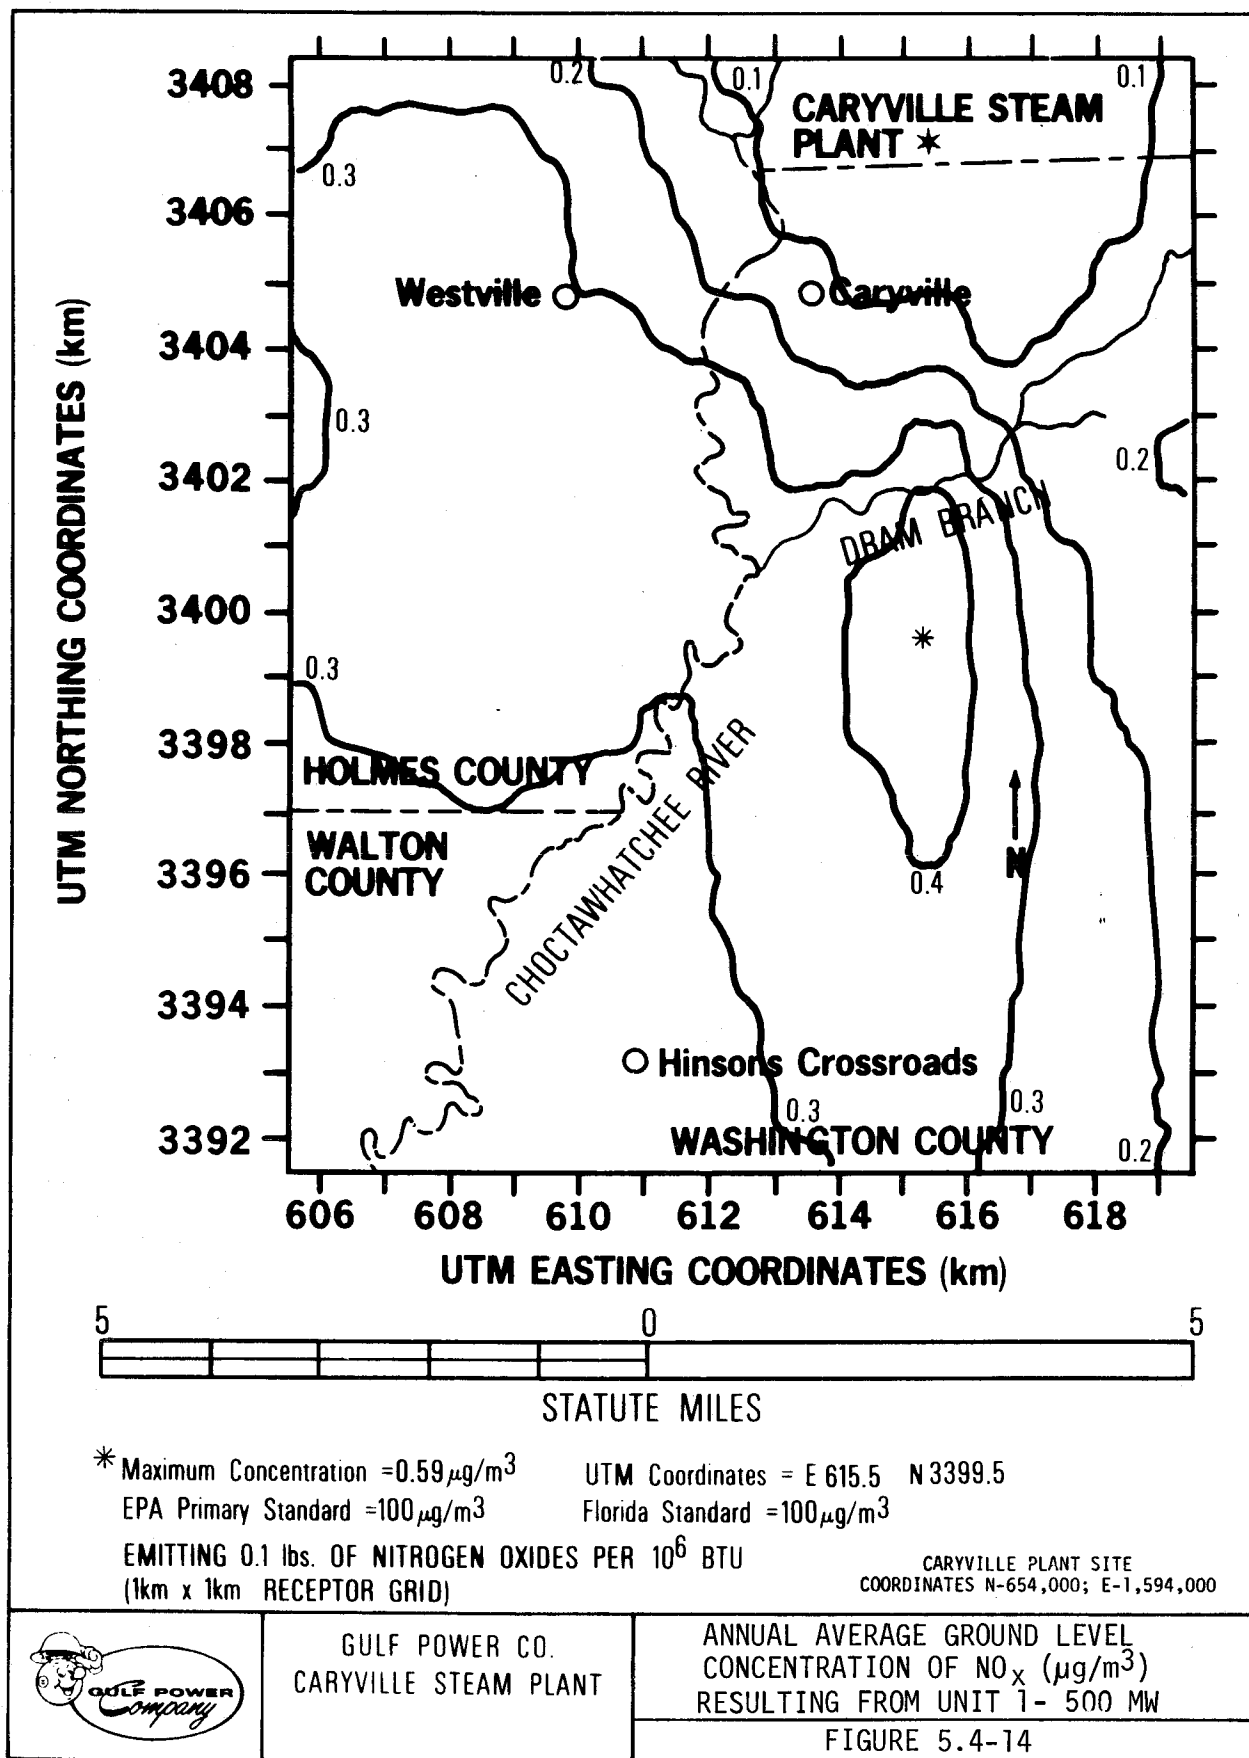 3408
3406
3404
3402
3400
3398
3396
3394
3392
UTM NORTHING COORDINATES (km)
0.2
0.1
0.1
CARYVILLE STEAM
PLANT
0.3
Westville
Caryville
0.3
0.2
DRAM BRANCH
0.3
HOLMES COUNTY
WALTON
COUNTY
CHOCTAWHATCHEE RIVER
N
0.4
Hinsons Crossroads
0.3
0.3
WASHINGTON COUNTY
0.2
606 608 610 612 614 616 618
UTM EASTING COORDINATES (km)
5 0 5
STATUTE MILES
* Maximum Concentration =0.59µg/m³ UTM Coordinates = E 615.5 N 3399.5
EPA Primary Standard =100µg/m³ Florida Standard =100µg/m³
EMITTING 0.1 lbs. OF NITROGEN OXIDES PER 10⁶ BTU
(1km x 1km RECEPTOR GRID)
CARYVILLE PLANT SITE
COORDINATES N-654,000; E-1,594,000
GULF POWER
Company
GULF POWER CO.
CARYVILLE STEAM PLANT
ANNUAL AVERAGE GROUND LEVEL
CONCENTRATION OF NOₓ (µg/m³)
RESULTING FROM UNIT 1- 500 MW
FIGURE 5.4-14